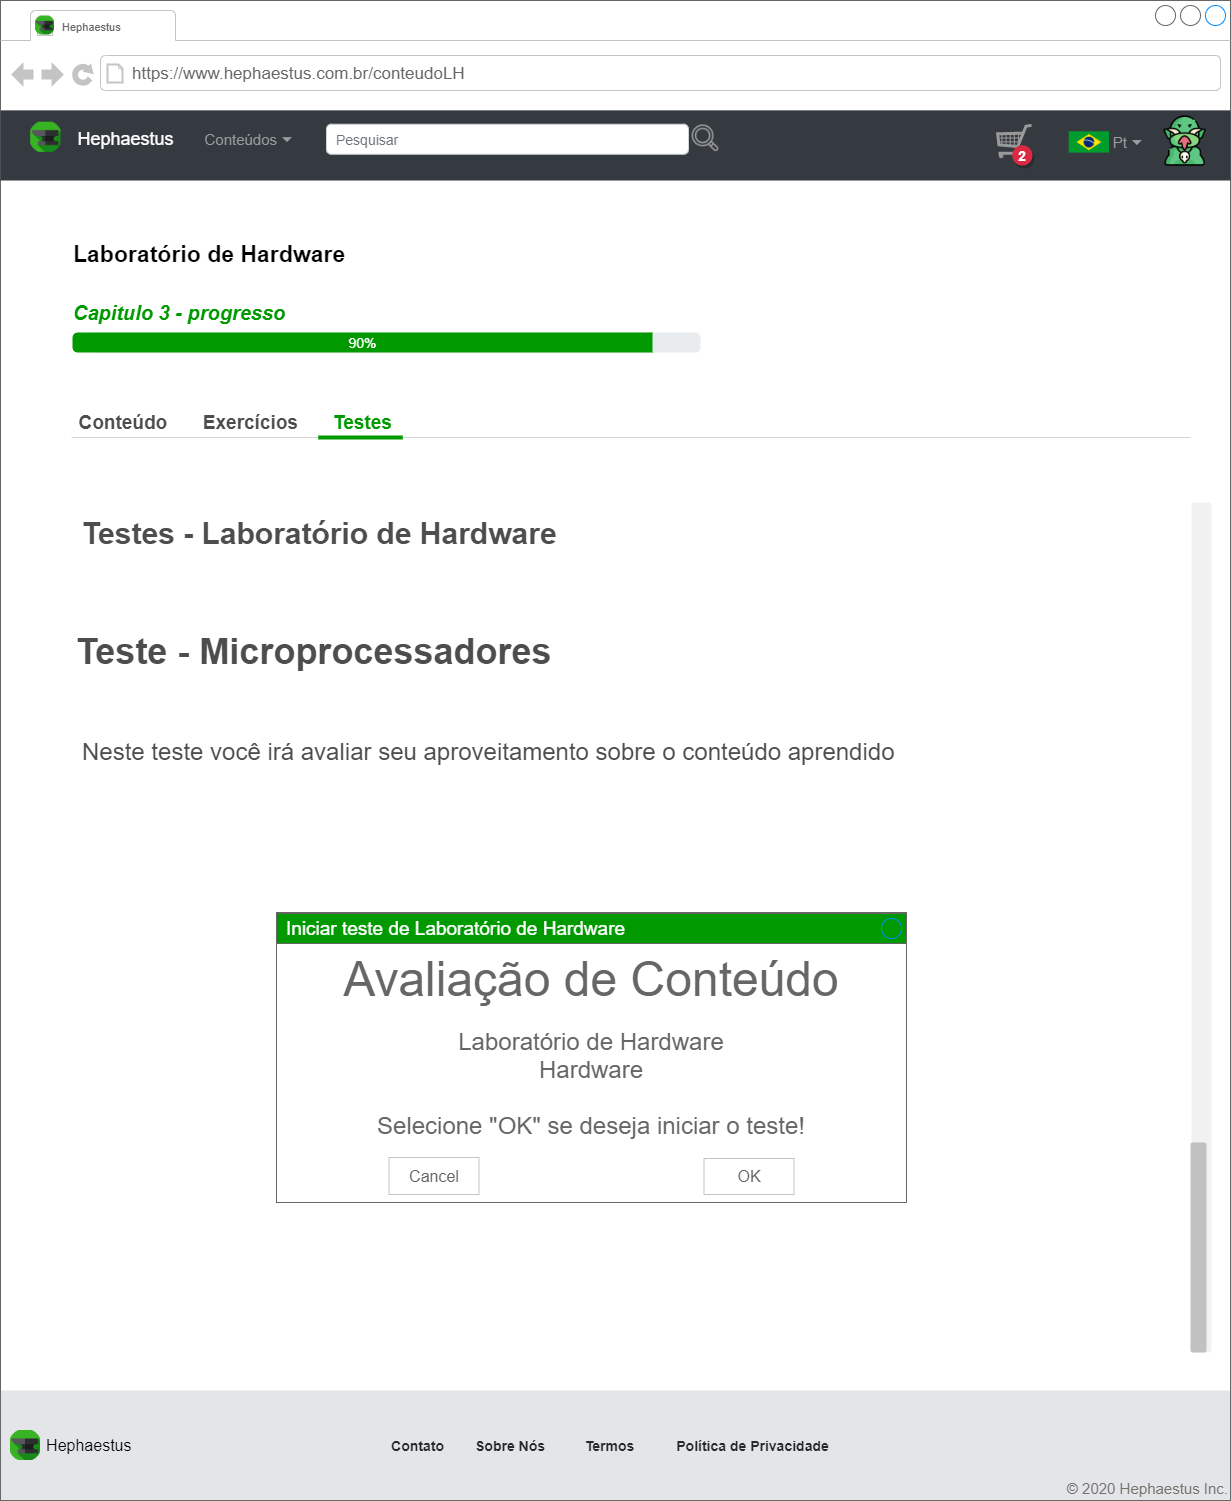 Hephaestus
https://www.hephaestus.com.br/conteudoLH
Hephaestus
Conteúdos
Pesquisar
2
Pt
Laboratório de Hardware
Capitulo 3 - progresso
90%
Conteúdo
Exercícios
Testes
Testes - Laboratório de Hardware
Teste - Microprocessadores
Neste teste você irá avaliar seu aproveitamento sobre o conteúdo aprendido
Iniciar teste de Laboratório de Hardware
Avaliação de Conteúdo
Laboratório de Hardware
Hardware
Selecione "OK" se deseja iniciar o teste!
Cancel
OK
Hephaestus
Contato
Sobre Nós
Termos
Política de Privacidade
© 2020 Hephaestus Inc.